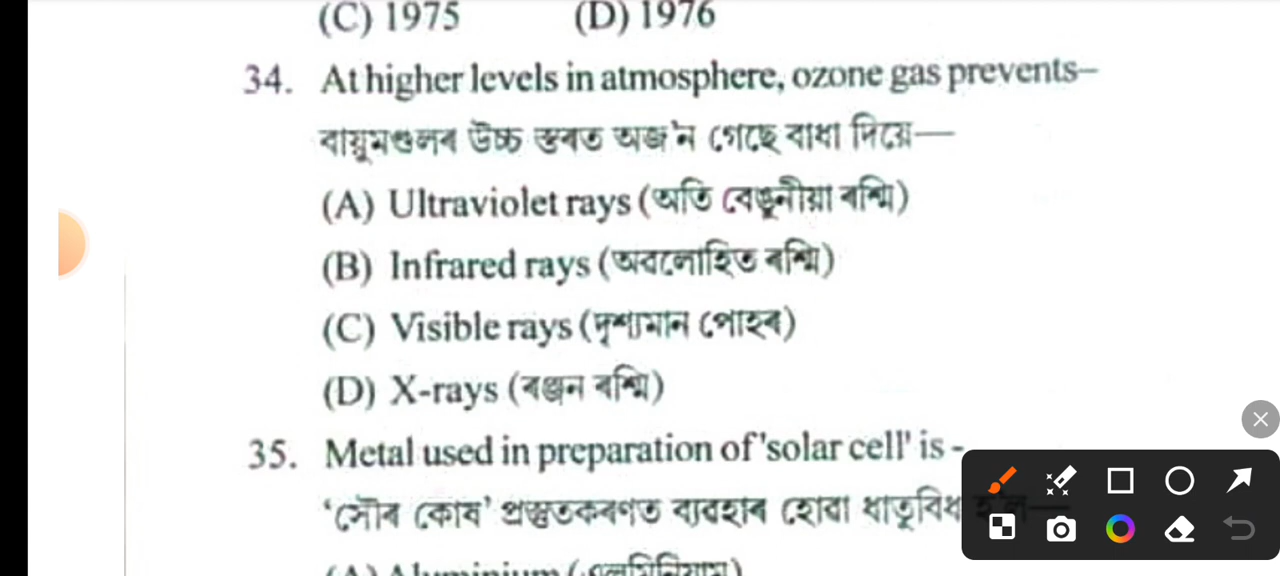 (C) 1975 (D) 1976
34. At higher levels in atmosphere, ozone gas prevents–
বায়ুমণ্ডলৰ উচ্চ স্তৰত অজ'ন গেছে বাধা দিয়ে—
(A) Ultraviolet rays (অতি বেঙুনীয়া ৰশ্মি)
(B) Infrared rays (অবলোহিত ৰশ্মি)
(C) Visible rays (দৃশ্যমান পোহৰ)
(D) X-rays (ৰঞ্জন ৰশ্মি)
35. Metal used in preparation of 'solar cell' is -
‘সৌৰ কোষ’ প্ৰস্তুতকৰণত ব্যৱহাৰ হোৱা ধাতুবিধ হ'ল—
(A) Aluminium (এলুমিনিয়াম)